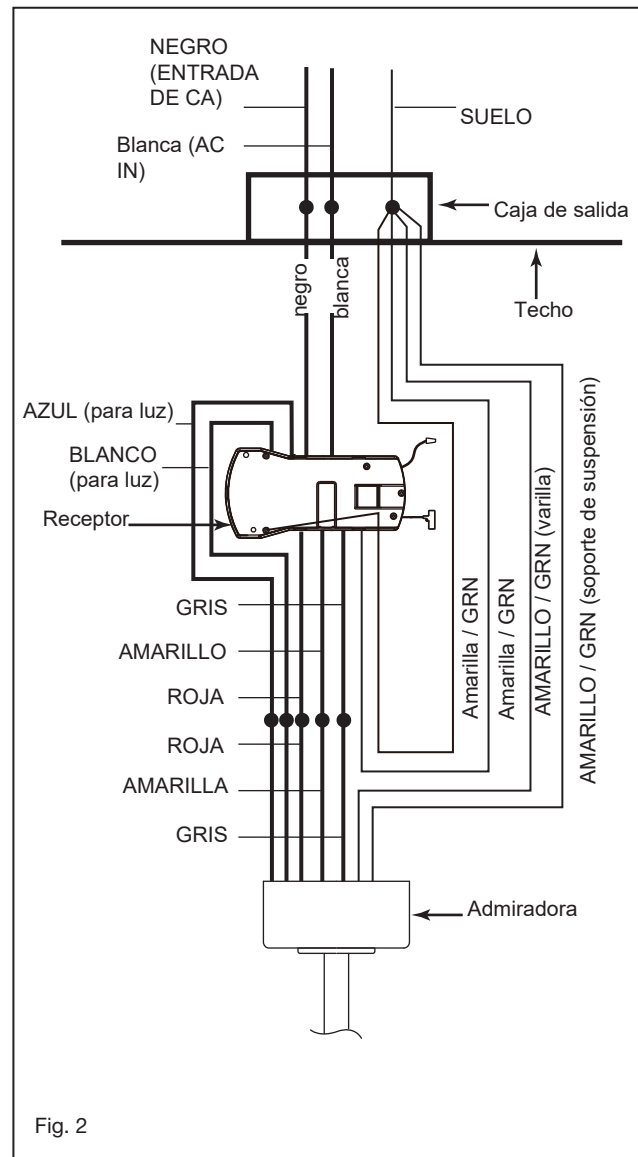 NEGRO
(ENTRADA
DE CA)
SUELO
Blanca (AC
IN)
Caja de salida
negro
blanca
Techo
AZUL (para luz)
BLANCO
(para luz)
Receptor
GRIS
AMARILLO
ROJA
ROJA
AMARILLA
GRIS
Amarilla / GRN
Amarilla / GRN
AMARILLO / GRN (varilla)
AMARILLO / GRN (soporte de suspensión)
Admiradora
Fig. 2